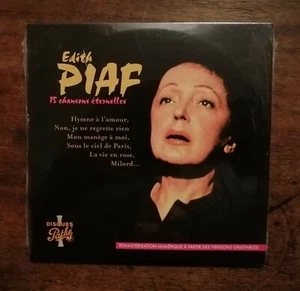 Edith
PIAF
15 chansons éternelles
Hymne à l'amour,
Non, je ne regrette rien
Mon manège à moi,
Sous le ciel de Paris,
La vie en rose,
Milord...
DISQUES
Pathé
REMASTERISATION NUMÉRIQUE À PARTIR DES VERSIONS ORIGINALES